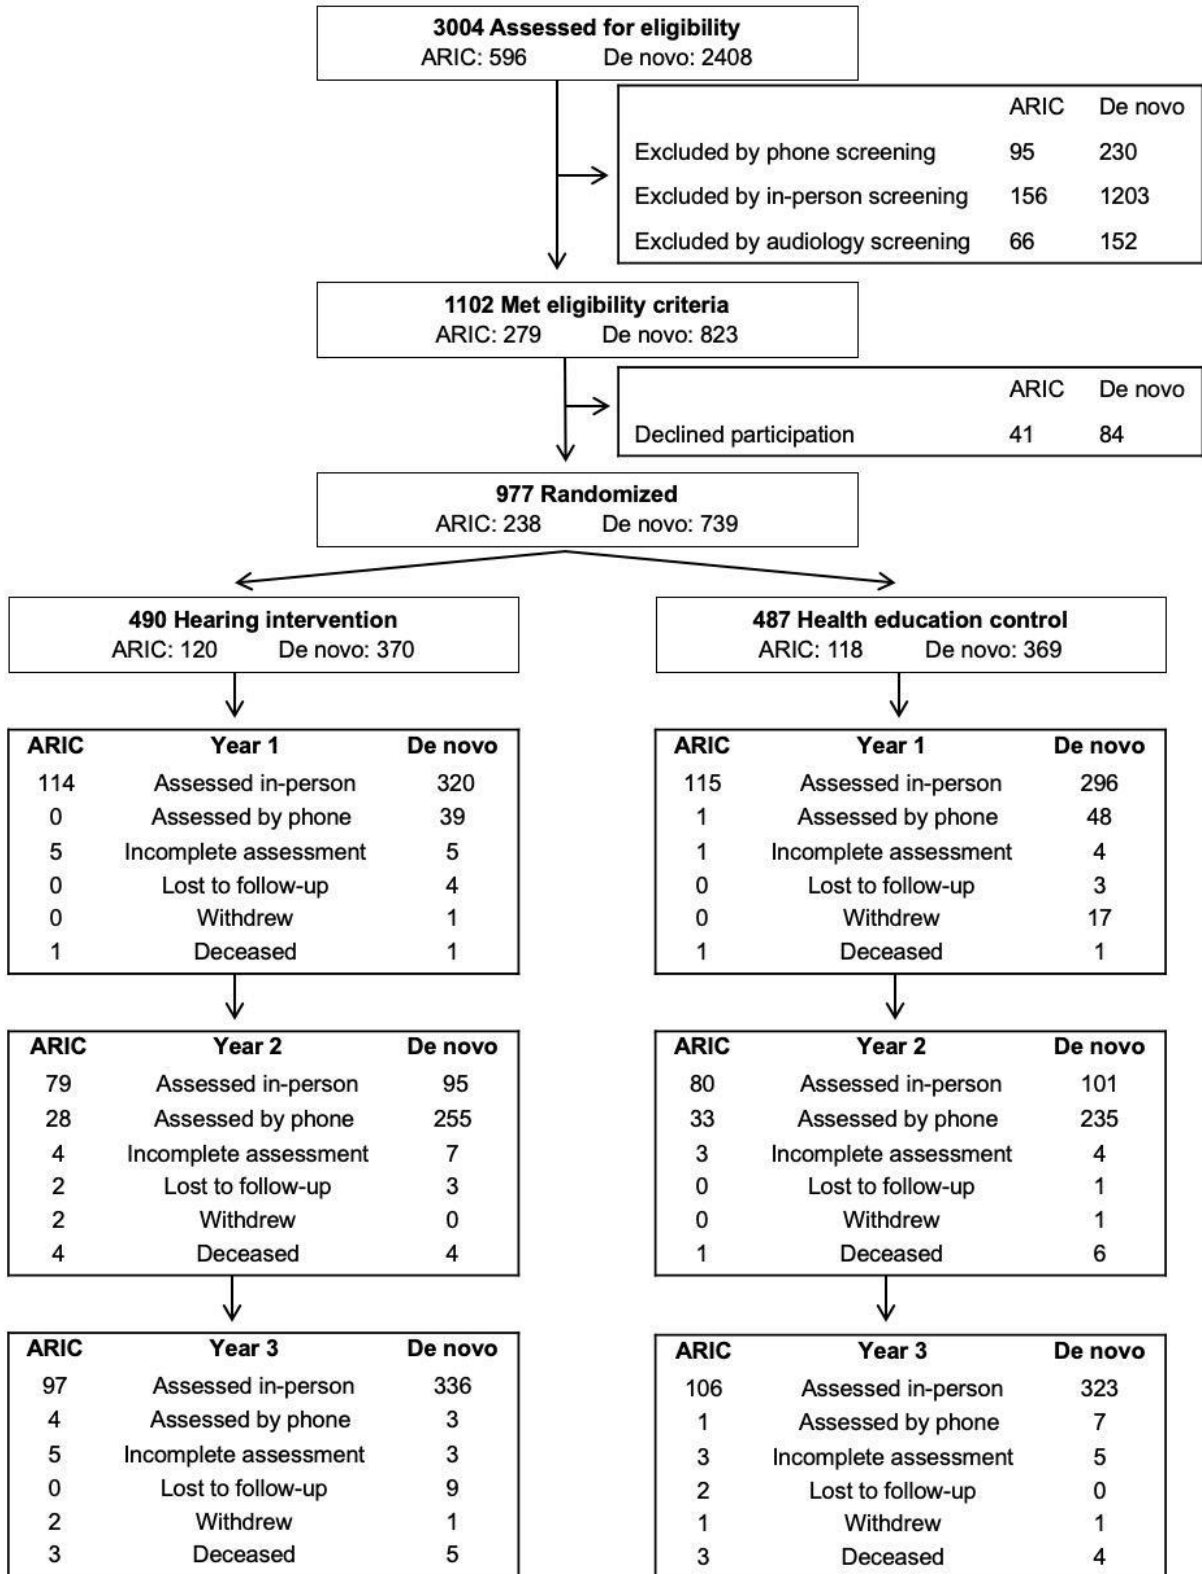 3004 Assessed for eligibility
ARIC: 596 De novo: 2408
ARIC De novo
Excluded by phone screening 95 230
Excluded by in-person screening 156 1203
Excluded by audiology screening 66 152
1102 Met eligibility criteria
ARIC: 279 De novo: 823
ARIC De novo
Declined participation 41 84
977 Randomized
ARIC: 238 De novo: 739
490 Hearing intervention
ARIC: 120 De novo: 370
487 Health education control
ARIC: 118 De novo: 369
ARIC Year 1 De novo
114 Assessed in-person 320
0 Assessed by phone 39
5 Incomplete assessment 5
0 Lost to follow-up 4
0 Withdrew 1
1 Deceased 1
ARIC Year 1 De novo
115 Assessed in-person 296
1 Assessed by phone 48
1 Incomplete assessment 4
0 Lost to follow-up 3
0 Withdrew 17
1 Deceased 1
ARIC Year 2 De novo
79 Assessed in-person 95
28 Assessed by phone 255
4 Incomplete assessment 7
2 Lost to follow-up 3
2 Withdrew 0
4 Deceased 4
ARIC Year 2 De novo
80 Assessed in-person 101
33 Assessed by phone 235
3 Incomplete assessment 4
0 Lost to follow-up 1
0 Withdrew 1
1 Deceased 6
ARIC Year 3 De novo
97 Assessed in-person 336
4 Assessed by phone 3
5 Incomplete assessment 3
0 Lost to follow-up 9
2 Withdrew 1
3 Deceased 5
ARIC Year 3 De novo
106 Assessed in-person 323
1 Assessed by phone 7
3 Incomplete assessment 5
2 Lost to follow-up 0
1 Withdrew 1
3 Deceased 4